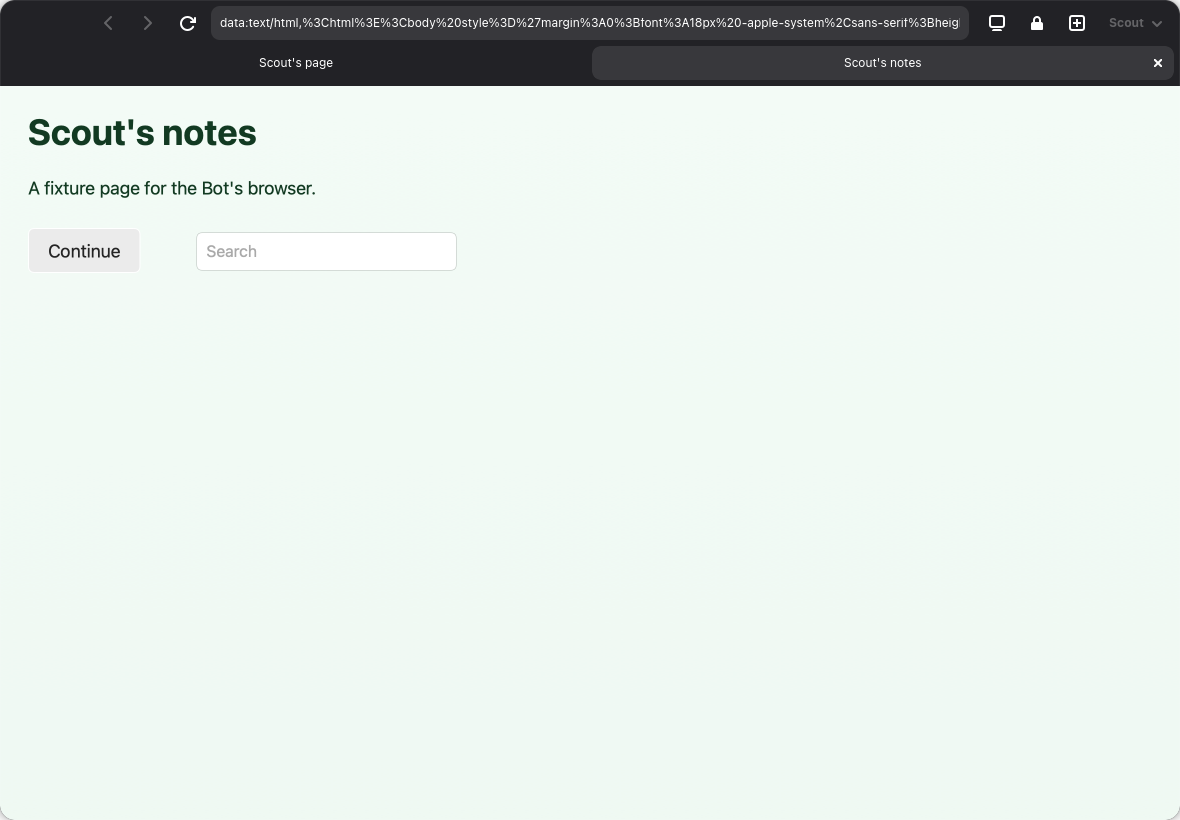 data:text/html,%3Chtml%3E%3Cbody%20style%3D%27margin%3A0%3Bfont%3A18px%20-apple-system%2Csans-serif%3Bheigl
Scout
Scout's page
Scout's notes
Scout's notes
A fixture page for the Bot's browser.
Continue
Search